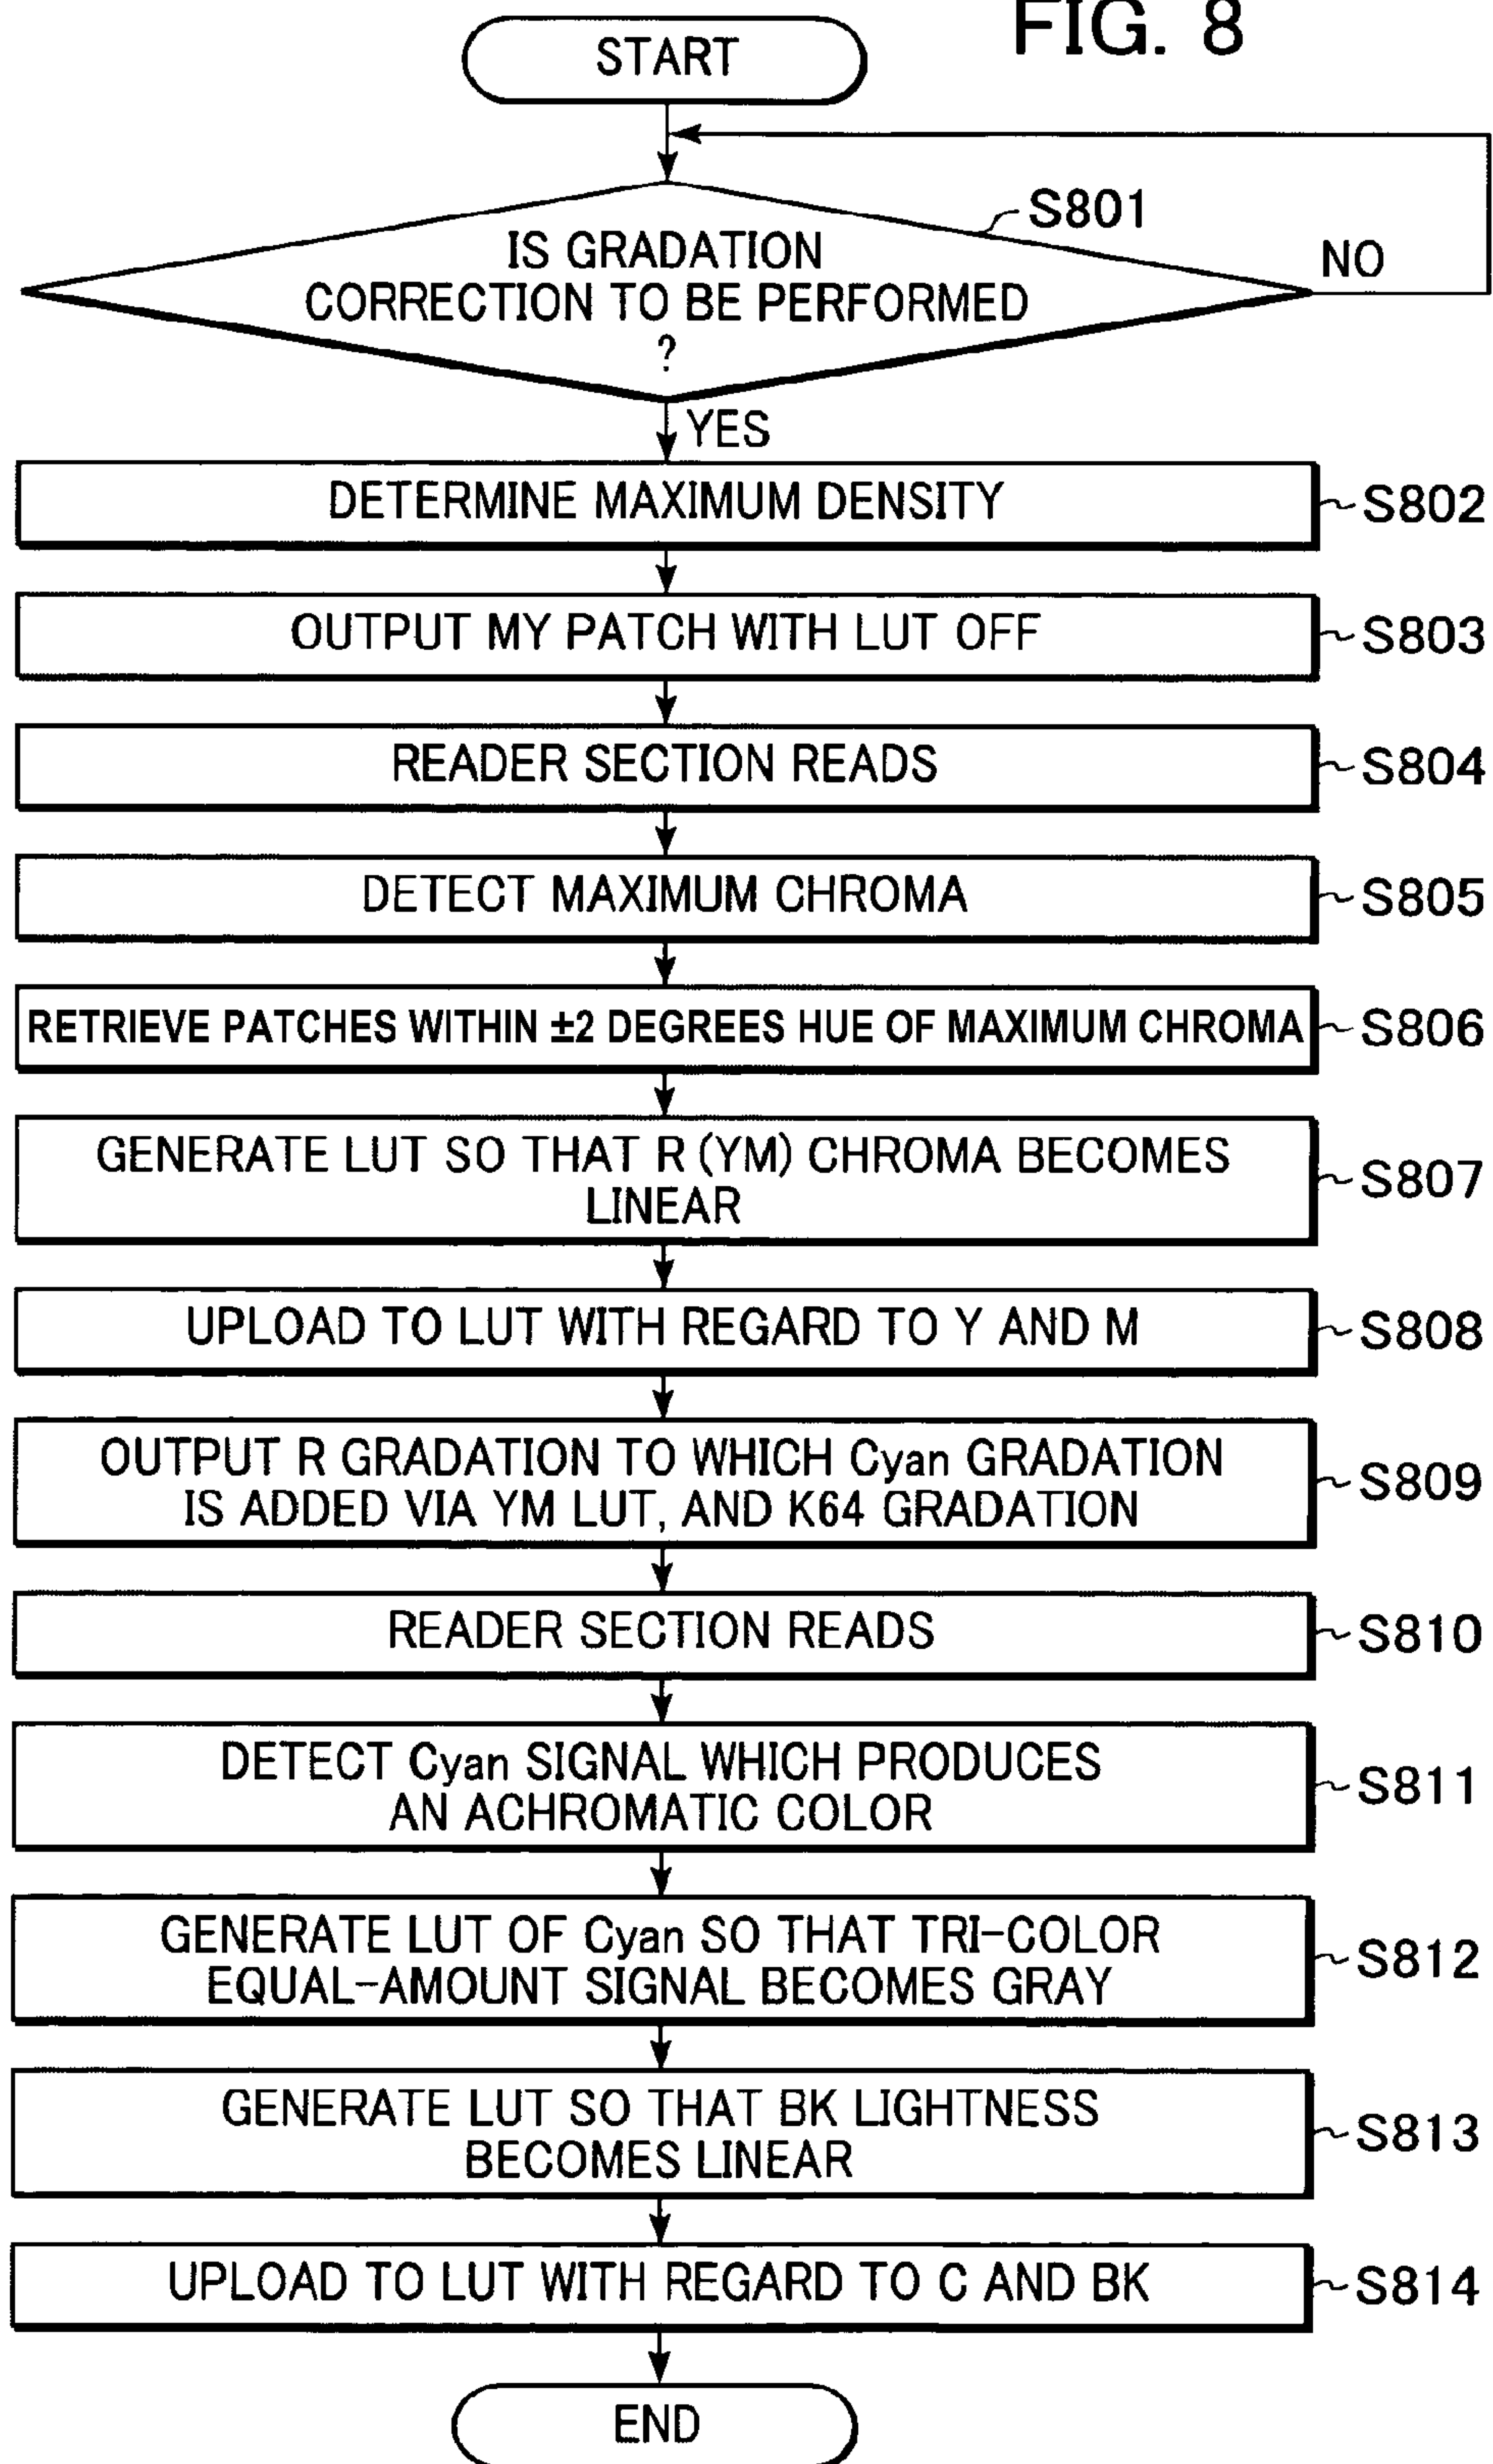 FIG. 8
START
S801
IS GRADATION
CORRECTION TO BE PERFORMED
?
NO
YES
DETERMINE MAXIMUM DENSITY
S802
OUTPUT MY PATCH WITH LUT OFF
S803
READER SECTION READS
S804
DETECT MAXIMUM CHROMA
S805
RETRIEVE PATCHES WITHIN ±2 DEGREES HUE OF MAXIMUM CHROMA
S806
GENERATE LUT SO THAT R (YM) CHROMA BECOMES
LINEAR
S807
UPLOAD TO LUT WITH REGARD TO Y AND M
S808
OUTPUT R GRADATION TO WHICH Cyan GRADATION
IS ADDED VIA YM LUT, AND K64 GRADATION
S809
READER SECTION READS
S810
DETECT Cyan SIGNAL WHICH PRODUCES
AN ACHROMATIC COLOR
S811
GENERATE LUT OF Cyan SO THAT TRI-COLOR
EQUAL-AMOUNT SIGNAL BECOMES GRAY
S812
GENERATE LUT SO THAT BK LIGHTNESS
BECOMES LINEAR
S813
UPLOAD TO LUT WITH REGARD TO C AND BK
S814
END